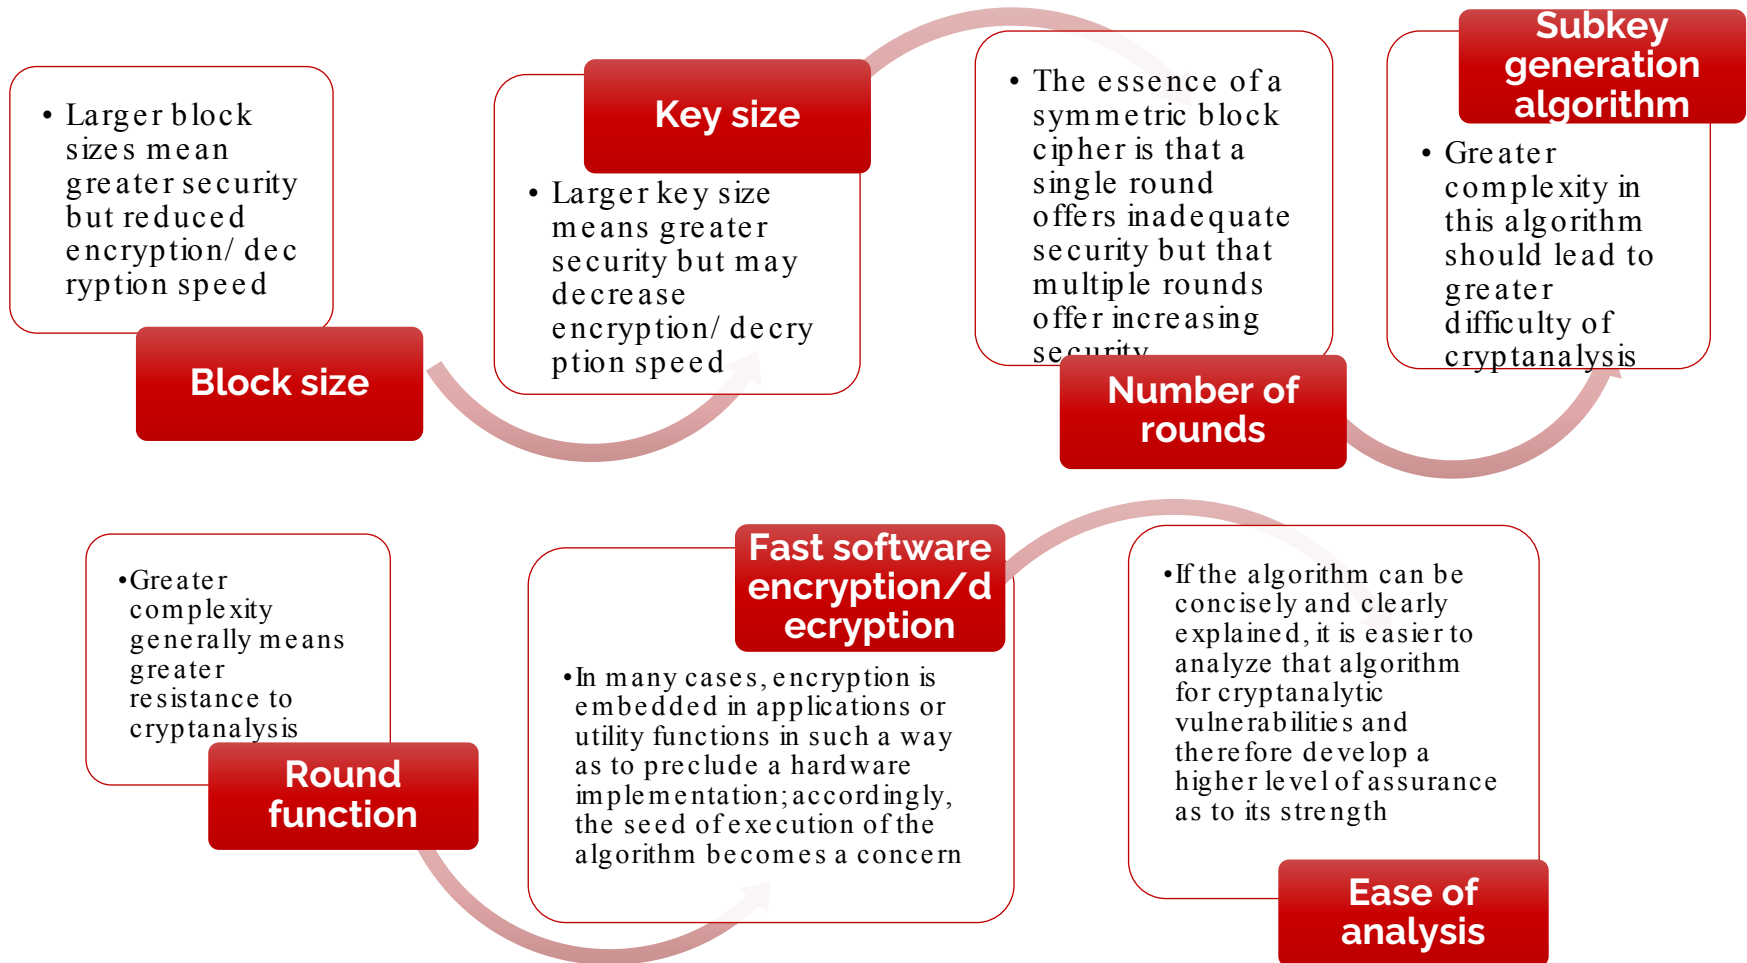 • Larger block
sizes mean
greater security
but reduced
encryption/ dec
ryption speed
Block size
Key size
• Larger key size
means greater
security but may
decrease
encryption/ decry
ption speed
• The essence of a
symmetric block
cipher is that a
single round
offers inadequate
security but that
multiple rounds
offer increasing
security
Number of
rounds
Subkey
generation
algorithm
• Greater
complexity in
this algorithm
should lead to
greater
difficulty of
cryptanalysis
•Greater
complexity
generally means
greater
resistance to
cryptanalysis
Round
function
Fast software
encryption/d
ecryption
•In many cases, encryption is
embedded in applications or
utility functions in such a way
as to preclude a hardware
implementation; accordingly,
the seed of execution of the
algorithm becomes a concern
•If the algorithm can be
concisely and clearly
explained, it is easier to
analyze that algorithm
for cryptanalytic
vulnerabilities and
therefore develop a
higher level of assurance
as to its strength
Ease of
analysis